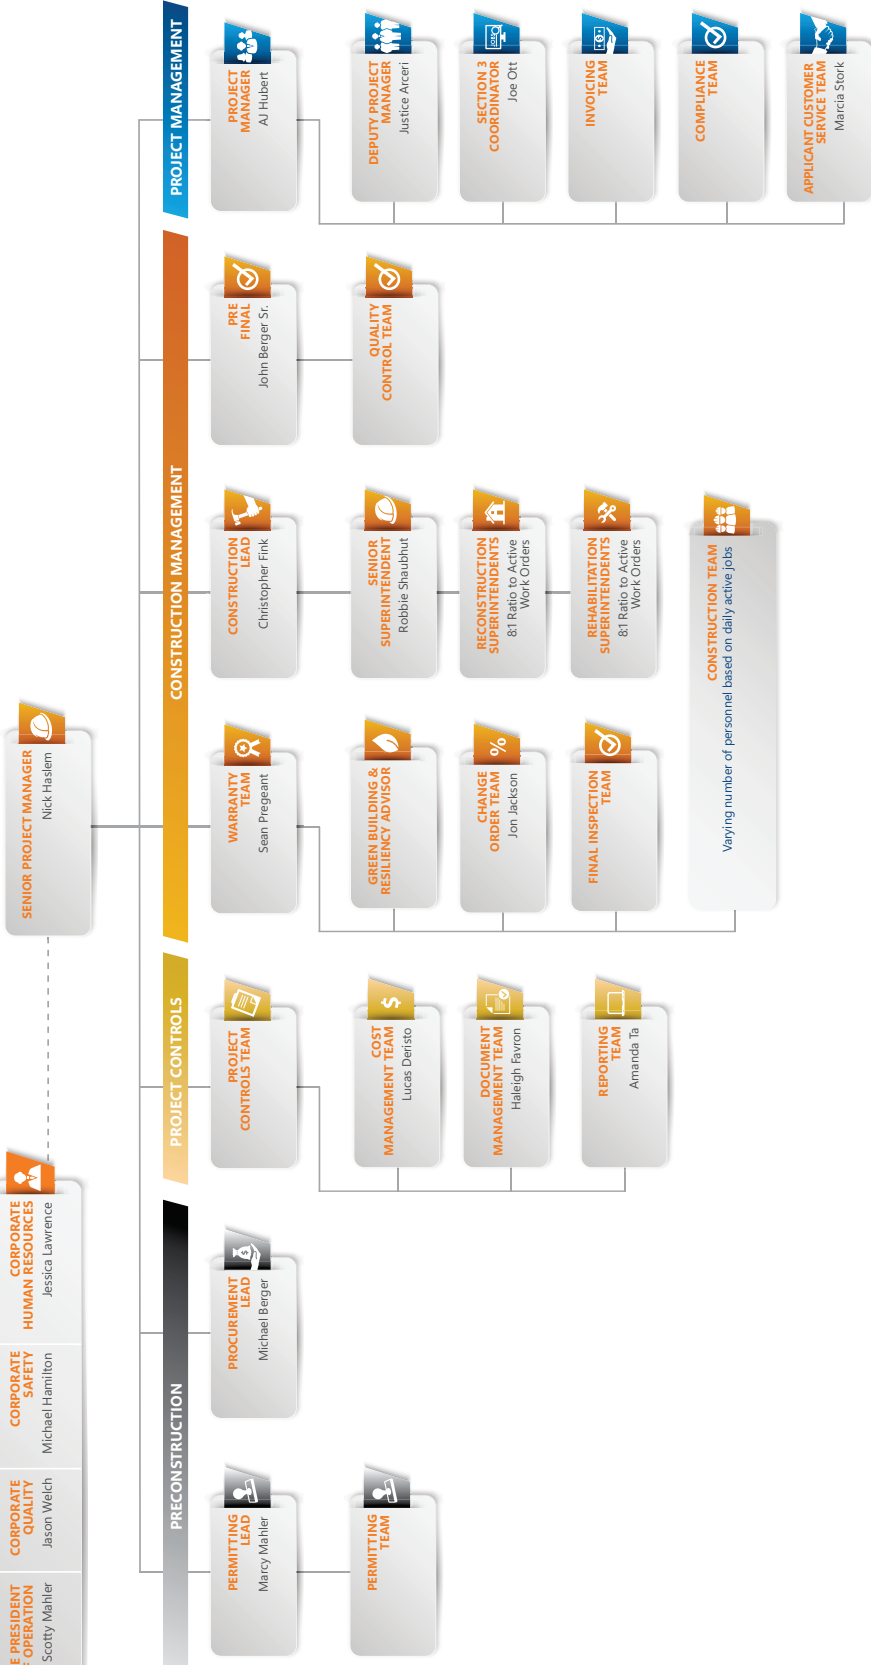 E PRESIDENT
F OPERATION
Scotty Mahler
CORPORATE
QUALITY
Jason Welch
CORPORATE
SAFETY
Michael Hamilton
CORPORATE
HUMAN RESOURCES
Jessica Lawrence
SENIOR PROJECT MANAGER
Nick Haslem
PRECONSTRUCTION
PERMITTING
LEAD
Marcy Mahler
PERMITTING
TEAM
PROCUREMENT
LEAD
Michael Berger
PROJECT CONTROLS
PROJECT
CONTROLS TEAM
COST
MANAGEMENT TEAM
Lucas Deristo
DOCUMENT
MANAGEMENT TEAM
Haleigh Favron
REPORTING
TEAM
Amanda Ta
CONSTRUCTION MANAGEMENT
WARRANTY
TEAM
Sean Pregeant
GREEN BUILDING &
RESILIENCY ADVISOR
CHANGE
ORDER TEAM
Jon Jackson
FINAL INSPECTION
TEAM
CONSTRUCTION LEAD
Christopher Fink
SENIOR
SUPERINTENDENT
Robbie Shaubhut
RECONSTRUCTION
SUPERINTENDENTS
8:1 Ratio to Active
Work Orders
REHABILITATION
SUPERINTENDENTS
8:1 Ratio to Active
Work Orders
CONSTRUCTION TEAM
Varying number of personnel based on daily active jobs
PRE
FINAL
John Berger Sr.
QUALITY
CONTROL TEAM
PROJECT MANAGEMENT
PROJECT
MANAGER
AJ Hubert
DEPUTY PROJECT
MANAGER
Justice Arceri
SECTION 3
COORDINATOR
Joe Ott
INVOICING
TEAM
COMPLIANCE
TEAM
APPLICANT CUSTOMER
SERVICE TEAM
Marcia Stork